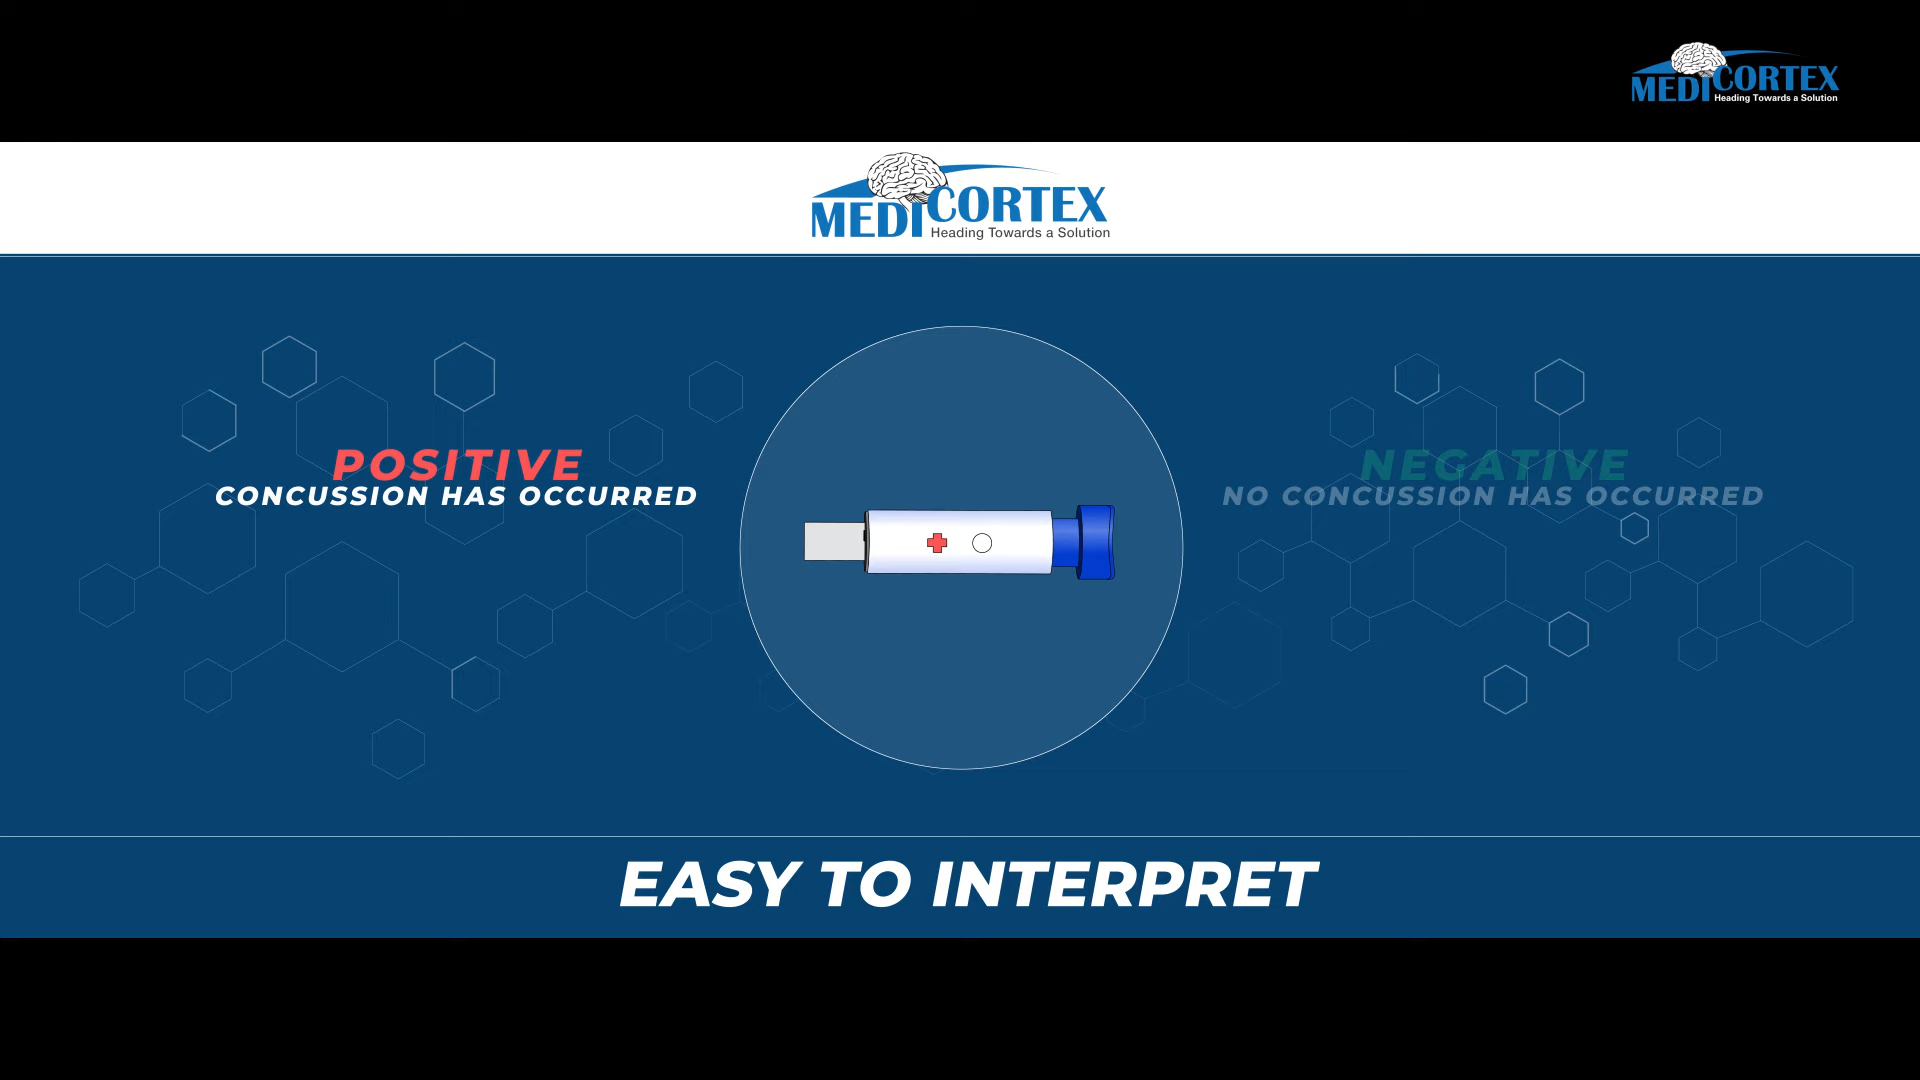 MEDICORTEX
Heading Towards a Solution
MEDICORTEX
Heading Towards a Solution
POSITIVE
CONCUSSION HAS OCCURRED
NEGATIVE
NO CONCUSSION HAS OCCURRED
EASY TO INTERPRET